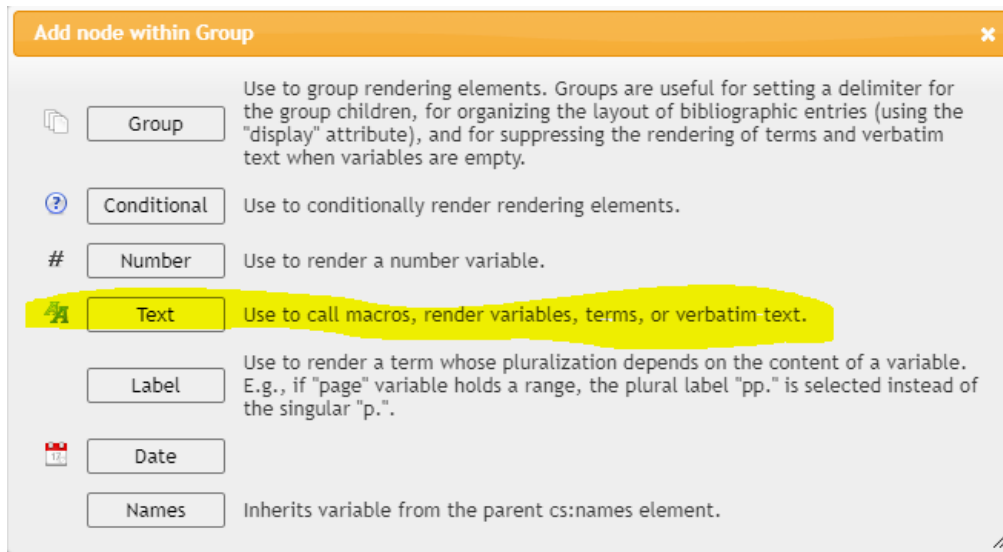 Add node within Group
Use to group rendering elements. Groups are useful for setting a delimiter for
the group children, for organizing the layout of bibliographic entries (using the
"display" attribute), and for suppressing the rendering of terms and verbatim
text when variables are empty.
Group
Conditional Use to conditionally render rendering elements.
# Number Use to render a number variable.
Text Use to call macros, render variables, terms, or verbatim text.
Use to render a term whose pluralization depends on the content of a variable.
Label E.g., if "page" variable holds a range, the plural label "pp." is selected instead of
the singular "p.".
12 Date
Names Inherits variable from the parent cs:names element.